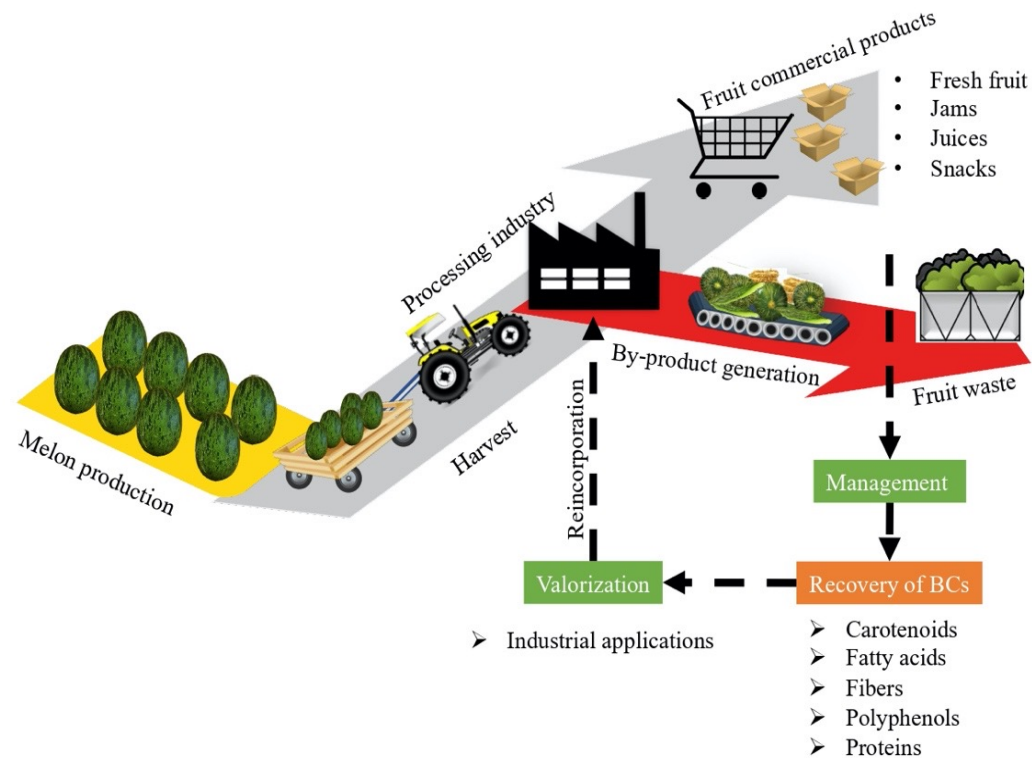 Fruit commercial products
• Fresh fruit
• Jams
• Juices
• Snacks
Processing industry
Melon production
Harvest
By-product generation
Fruit waste
Reincorporation
Management
Valorization
Recovery of BCs
➢ Industrial applications
➢ Carotenoids
➢ Fatty acids
➢ Fibers
➢ Polyphenols
➢ Proteins